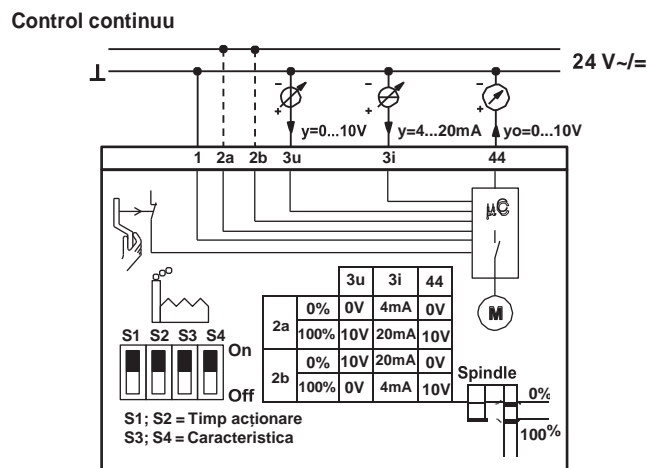 Control continuu
24 V~/=
⊥
- - -
+ + +
y=0...10V y=4...20mA yo=0...10V
1 2a 2b 3u 3i 44
µC
3u 3i 44
2a 0% 0V 4mA 0V
100% 10V 20mA 10V
2b 0% 10V 20mA 0V
100% 0V 4mA 10V
M
S1 S2 S3 S4
On
Off
Spindle
0%
100%
S1; S2 = Timp acționare
S3; S4 = Caracteristica